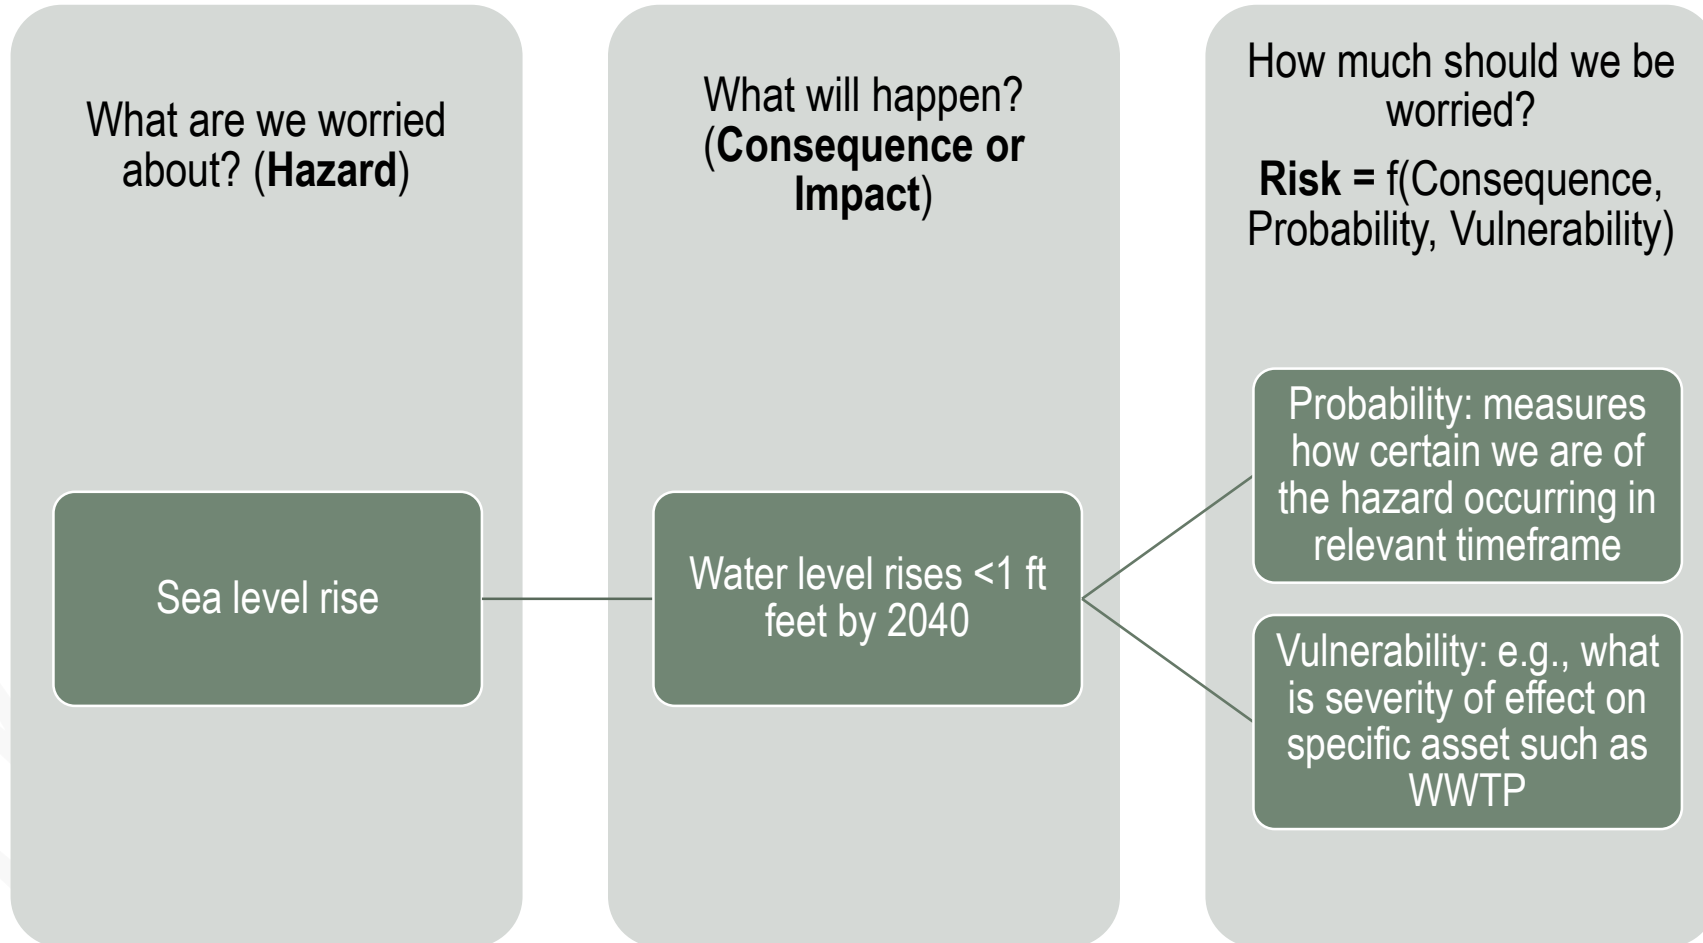 What are we worried
about? (Hazard)
Sea level rise
What will happen?
(Consequence or
Impact)
Water level rises <1 ft
feet by 2040
How much should we be
worried?
Risk = f(Consequence,
Probability, Vulnerability)
Probability: measures
how certain we are of
the hazard occurring in
relevant timeframe
Vulnerability: e.g., what
is severity of effect on
specific asset such as
WWTP